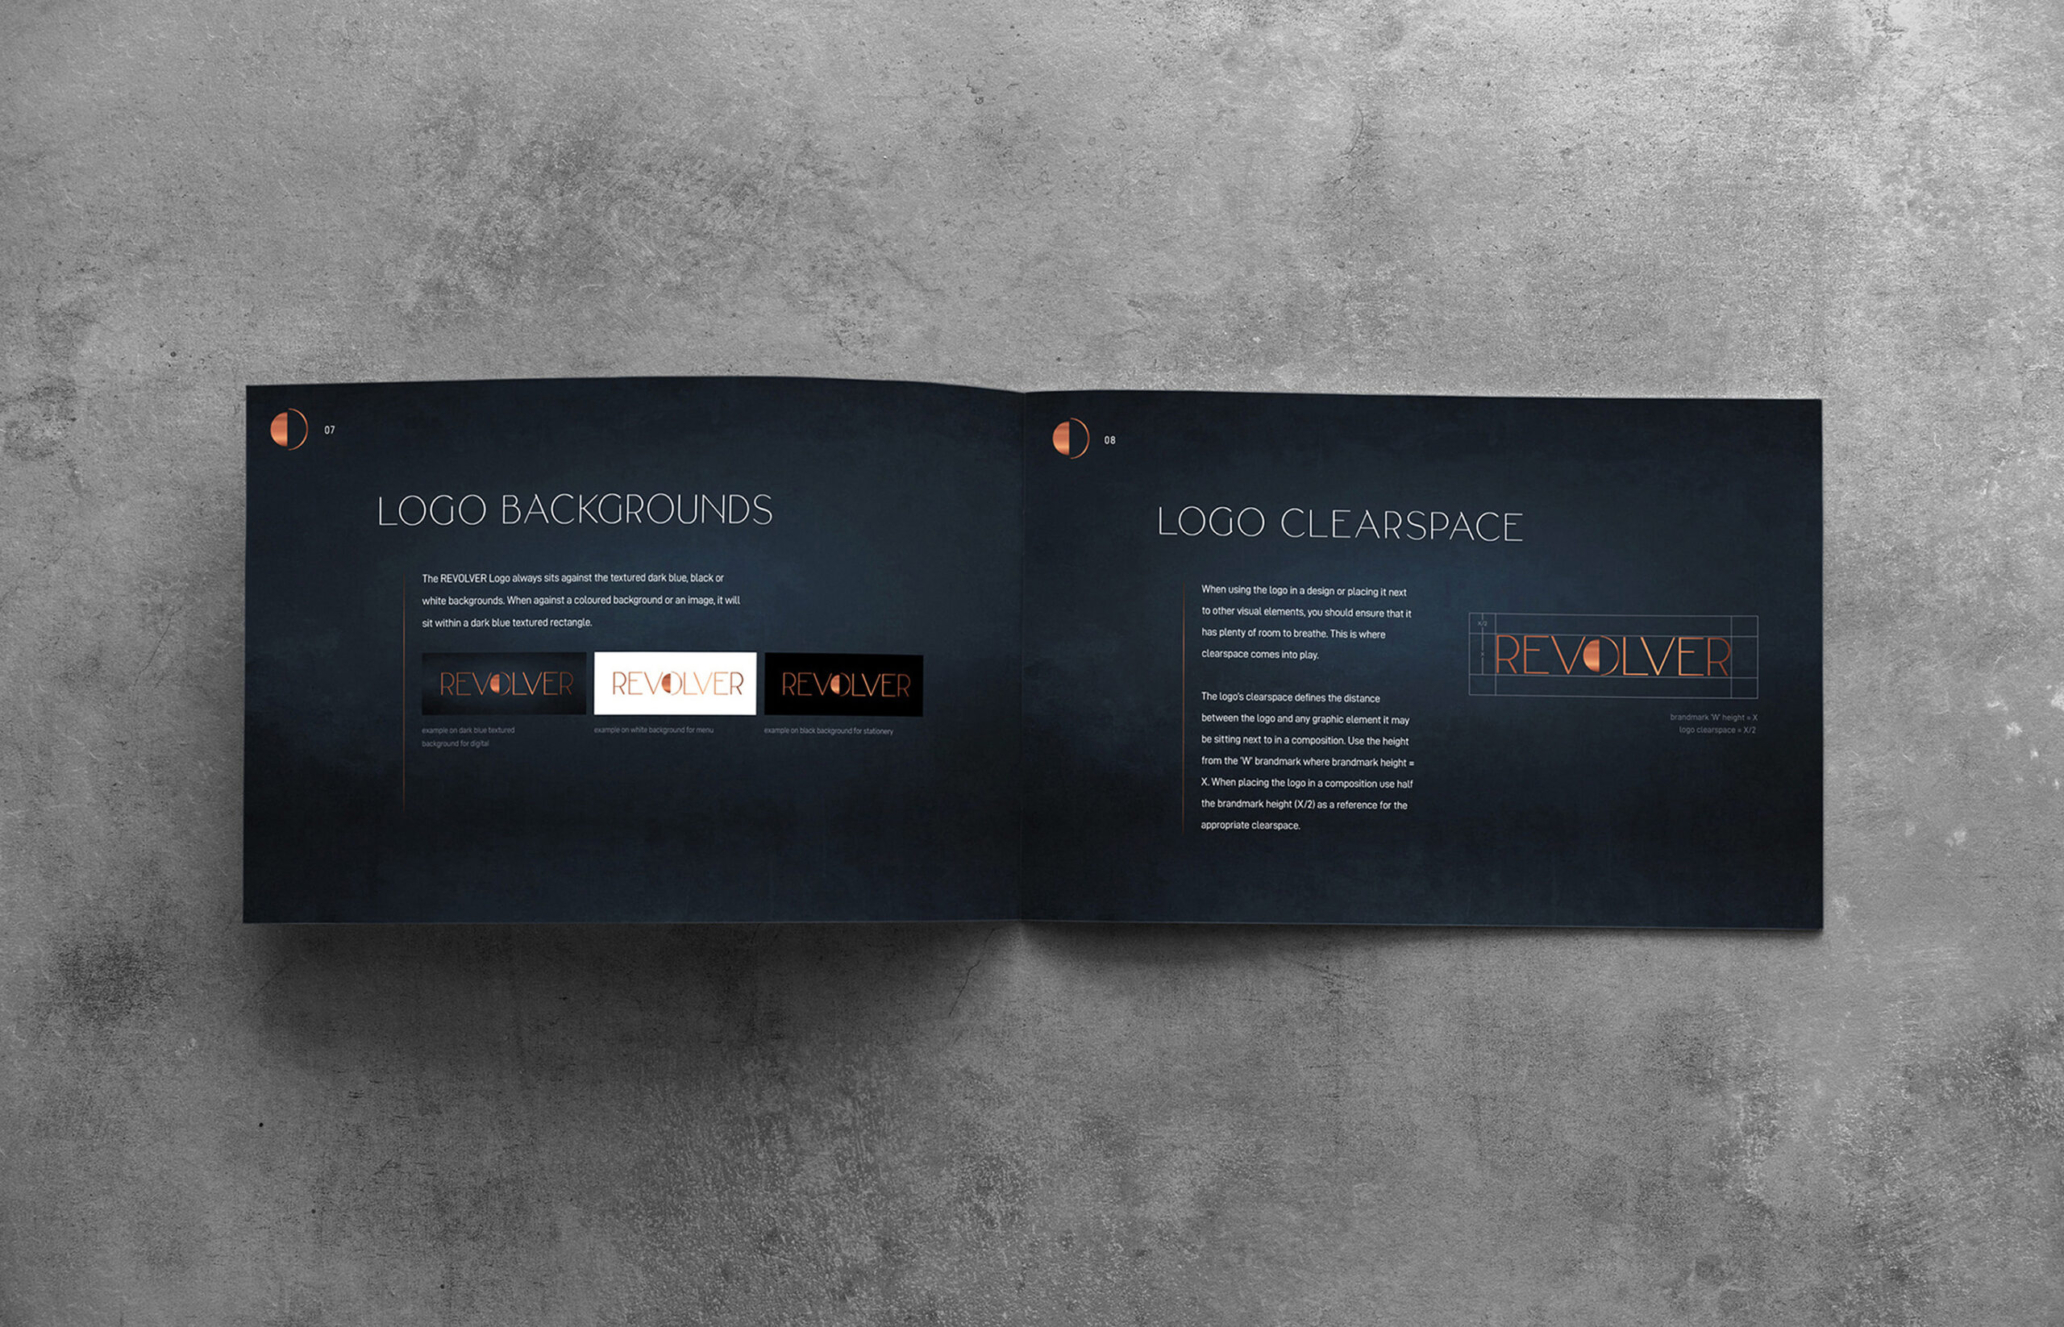 07
LOGO BACKGROUNDS
The REVOLVER Logo always sits against the textured dark blue, black or
white backgrounds. When against a coloured background or an image, it will
sit within a dark blue textured rectangle.
REVOLVER
REVOLVER
REVOLVER
example on dark blue textured
background for digital
example on white background for menu
example on black background for stationery
08
LOGO CLEARSPACE
When using the logo in a design or placing it next
to other visual elements, you should ensure that it
has plenty of room to breathe. This is where
clearspace comes into play.
The logo's clearspace defines the distance
between the logo and any graphic element it may
be sitting next to in a composition. Use the height
from the 'W' brandmark where brandmark height =
X. When placing the logo in a composition use half
the brandmark height (X/2) as a reference for the
appropriate clearspace.
X/2
REVOLVER
brandmark 'W' height = X
logo clearspace = X/2